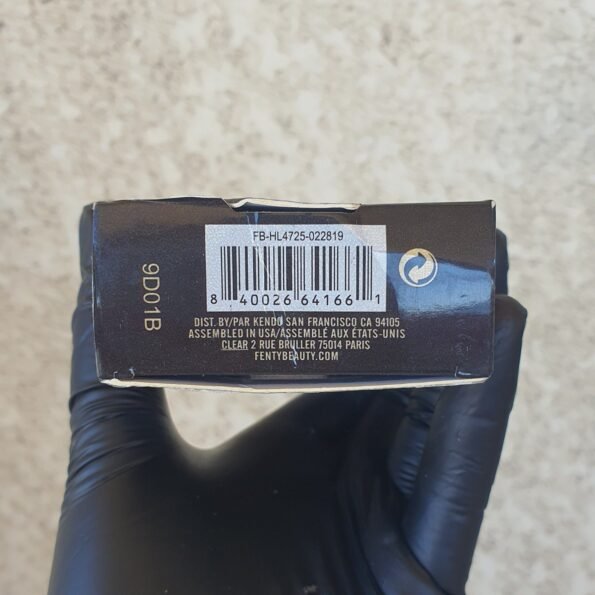 FB-HL4725-022819
8 40026 64166 1
9D01B
DIST. BY/PAR KENDO SAN FRANCISCO CA 94105
ASSEMBLED IN USA/ASSEMBLÉ AUX ÉTATS-UNIS
CLEAR 2 RUE BRULLER 75014 PARIS
FENTYBEAUTY.COM